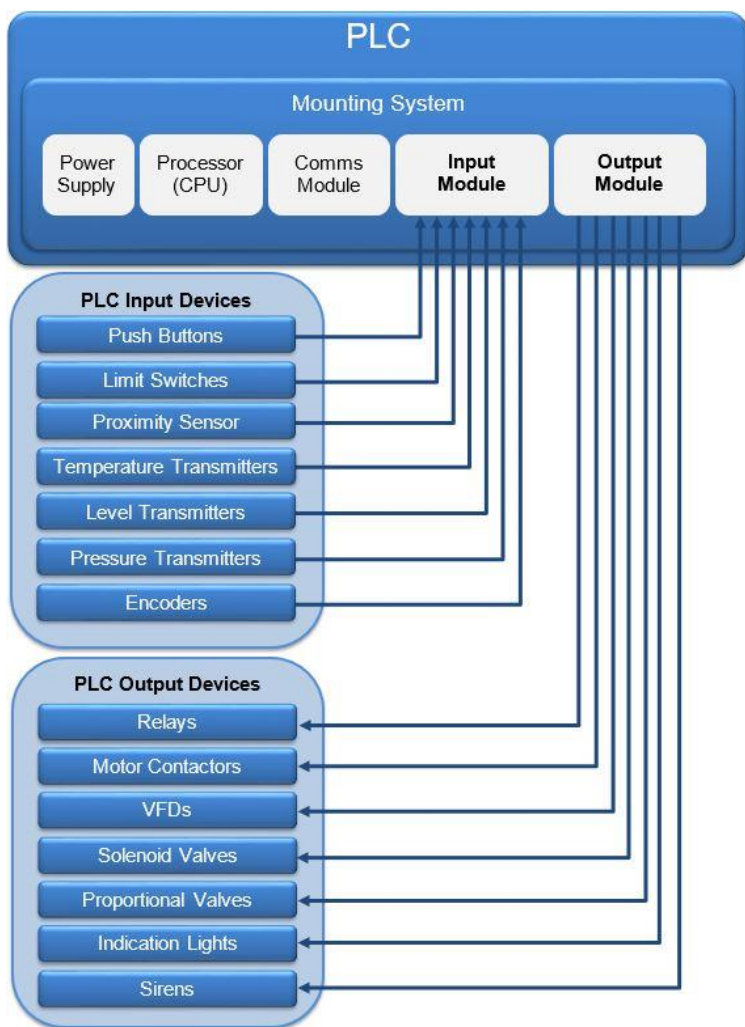 PLC
Mounting System
Power
Supply
Processor
(CPU)
Comms
Module
Input
Module
Output
Module
PLC Input Devices
Push Buttons
Limit Switches
Proximity Sensor
Temperature Transmitters
Level Transmitters
Pressure Transmitters
Encoders
PLC Output Devices
Relays
Motor Contactors
VFDs
Solenoid Valves
Proportional Valves
Indication Lights
Sirens